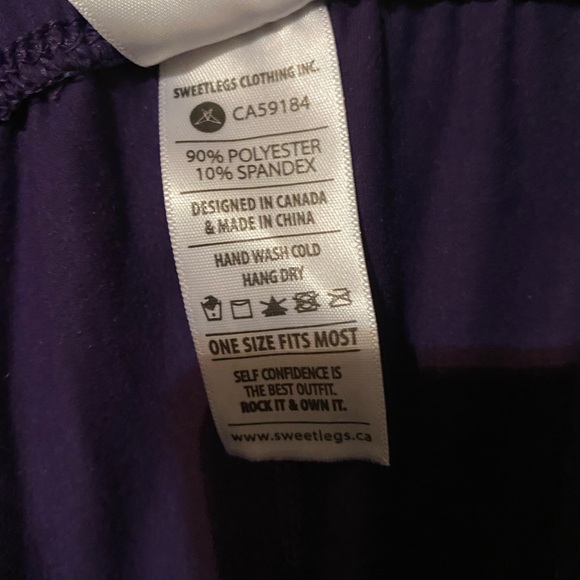 SWEETLEGS CLOTHING INC.
CA59184
90% POLYESTER
10% SPANDEX
DESIGNED IN CANADA
& MADE IN CHINA
HAND WASH COLD
HANG DRY
ONE SIZE FITS MOST
SELF CONFIDENCE IS
THE BEST OUTFIT.
ROCK IT & OWN IT.
www.sweetlegs.ca